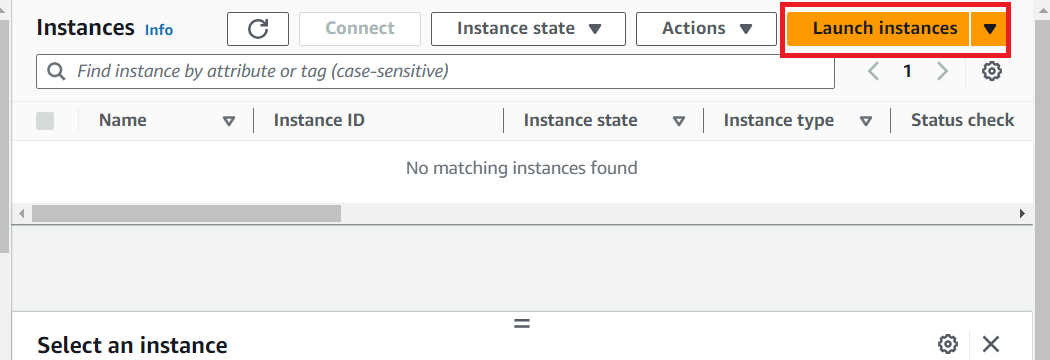 Instances Info Connect Instance state Actions Launch instances
Find instance by attribute or tag (case-sensitive) 1
Name Instance ID Instance state Instance type Status check
No matching instances found
Select an instance